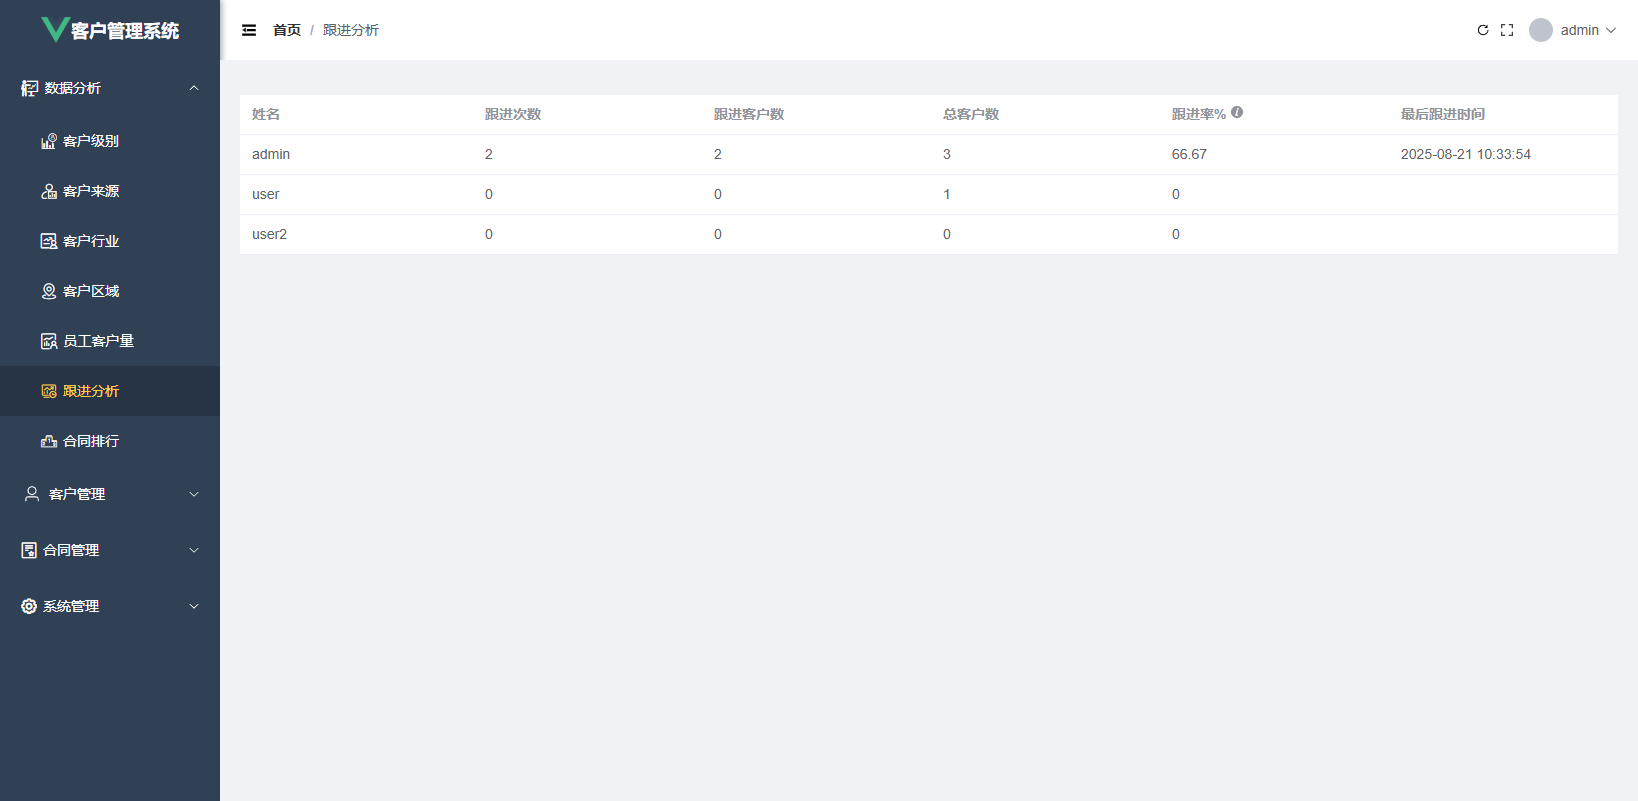 客户管理系统
首页 / 跟进分析
admin
数据分析
客户级别
客户来源
客户行业
客户区域
员工客户量
跟进分析
合同排行
客户管理
合同管理
系统管理
姓名 跟进次数 跟进客户数 总客户数 跟进率% 最后跟进时间
admin 2 2 3 66.67 2025-08-21 10:33:54
user 0 0 1 0
user2 0 0 0 0